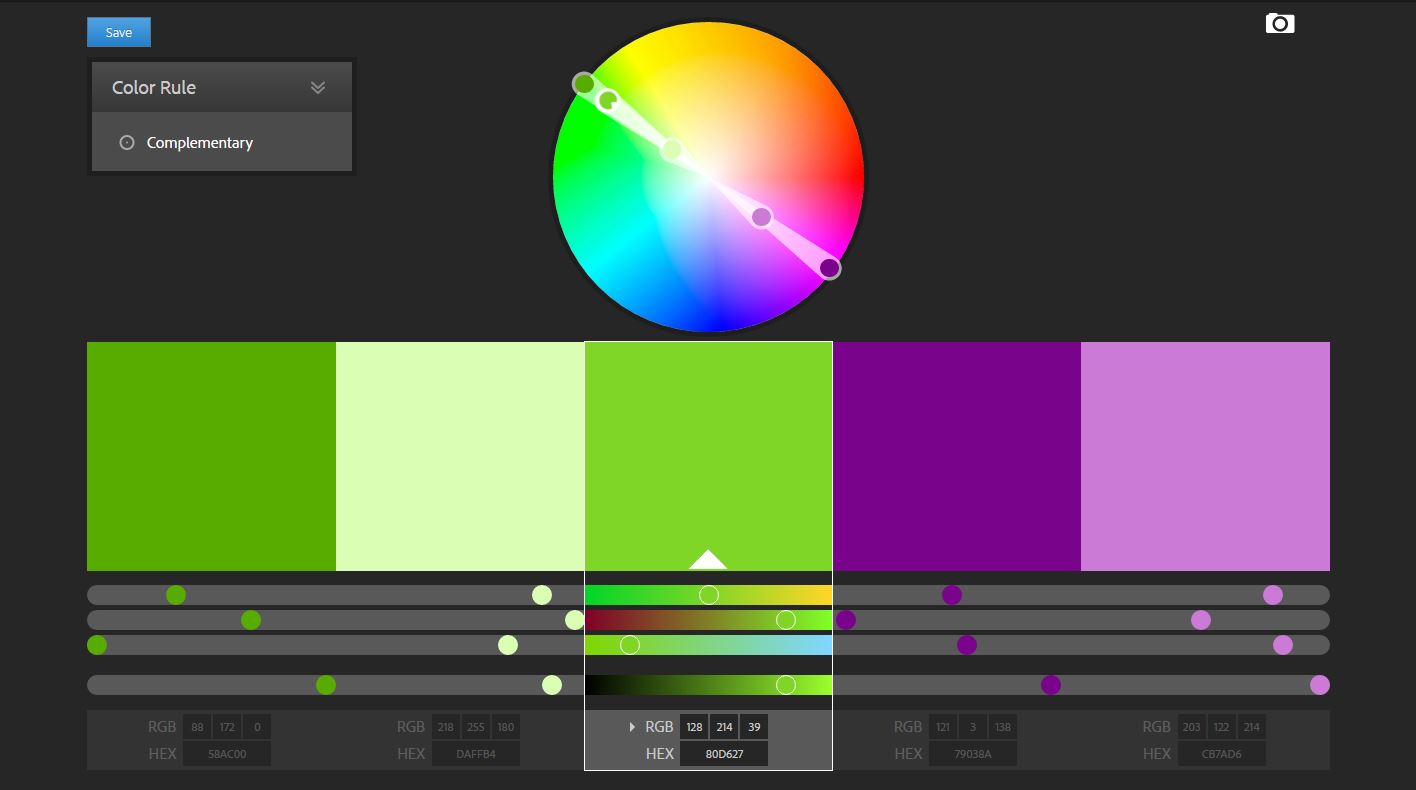 Save
Color Rule
Complementary
RGB 88 172 0
HEX 58AC00
RGB 218 255 180
HEX DAFFB4
RGB 128 214 39
HEX 80D627
RGB 121 3 138
HEX 79038A
RGB 203 122 214
HEX CB7AD6